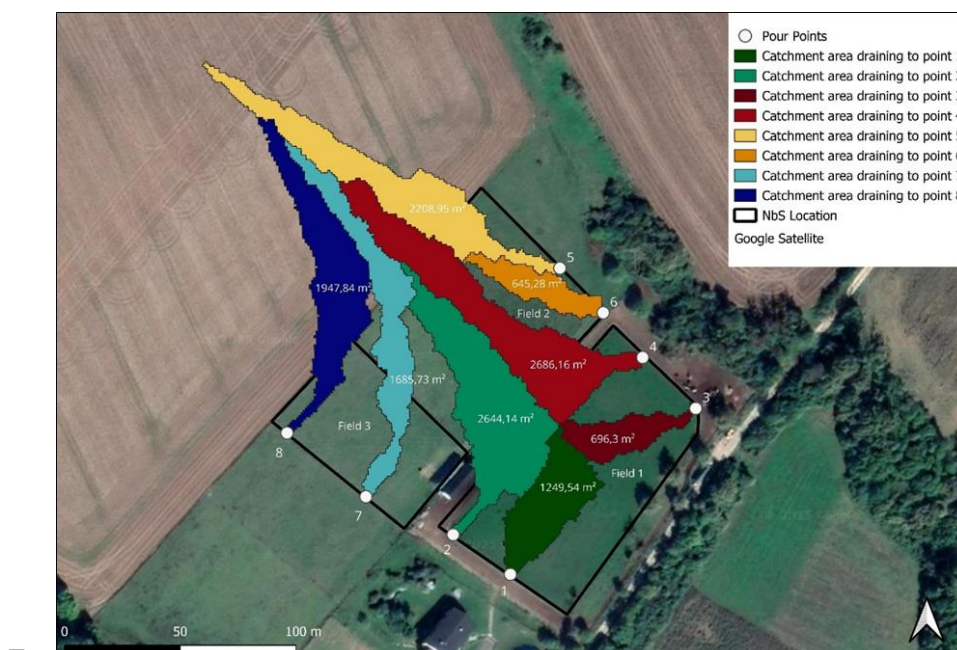 Pour Points
Catchment area draining to point
Catchment area draining to point
Catchment area draining to point
Catchment area draining to point
Catchment area draining to point
Catchment area draining to point
Catchment area draining to point
Catchment area draining to point
NbS Location
Google Satellite
2208,95 m²
5
645,28 m²
6
Field 2
1947,84 m²
4
2686,16 m²
1685,73 m²
3
2644,14 m²
696,3 m²
Field 3
8
Field 1
1249,54 m²
7
2
1
0 50 100 m